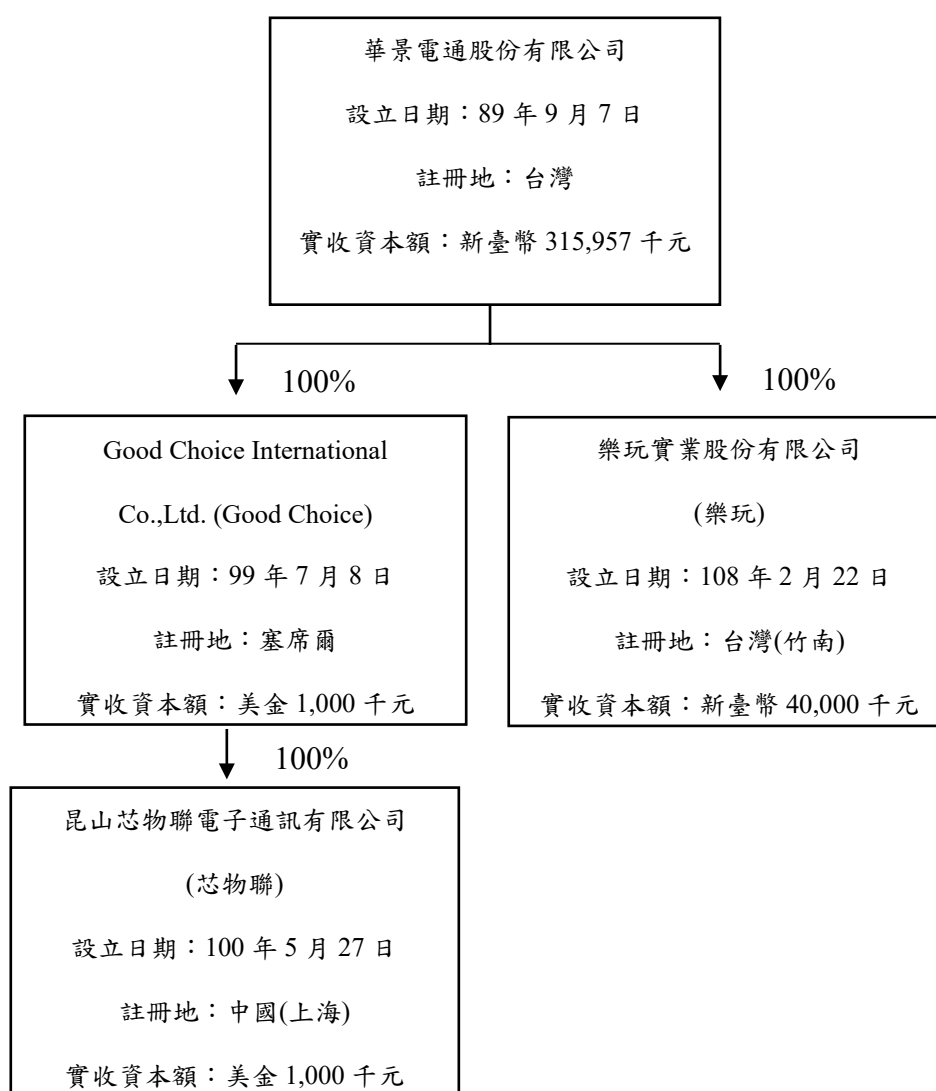 華景電通股份有限公司
設立日期：89 年 9 月 7 日
註冊地：台灣
實收資本額：新臺幣 315,957 千元
100%
100%
Good Choice International
Co.,Ltd. (Good Choice)
設立日期：99 年 7 月 8 日
註冊地：塞席爾
實收資本額：美金 1,000 千元
樂玩實業股份有限公司
(樂玩)
設立日期：108 年 2 月 22 日
註冊地：台灣(竹南)
實收資本額：新臺幣 40,000 千元
100%
昆山芯物聯電子通訊有限公司
(芯物聯)
設立日期：100 年 5 月 27 日
註冊地：中國(上海)
實收資本額：美金 1,000 千元